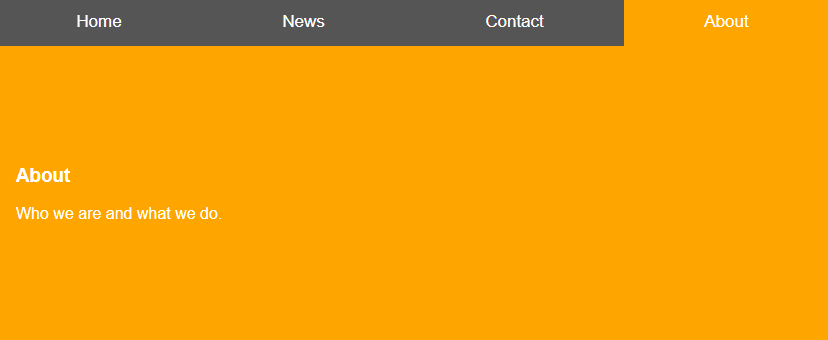 Home News Contact About
About
Who we are and what we do.